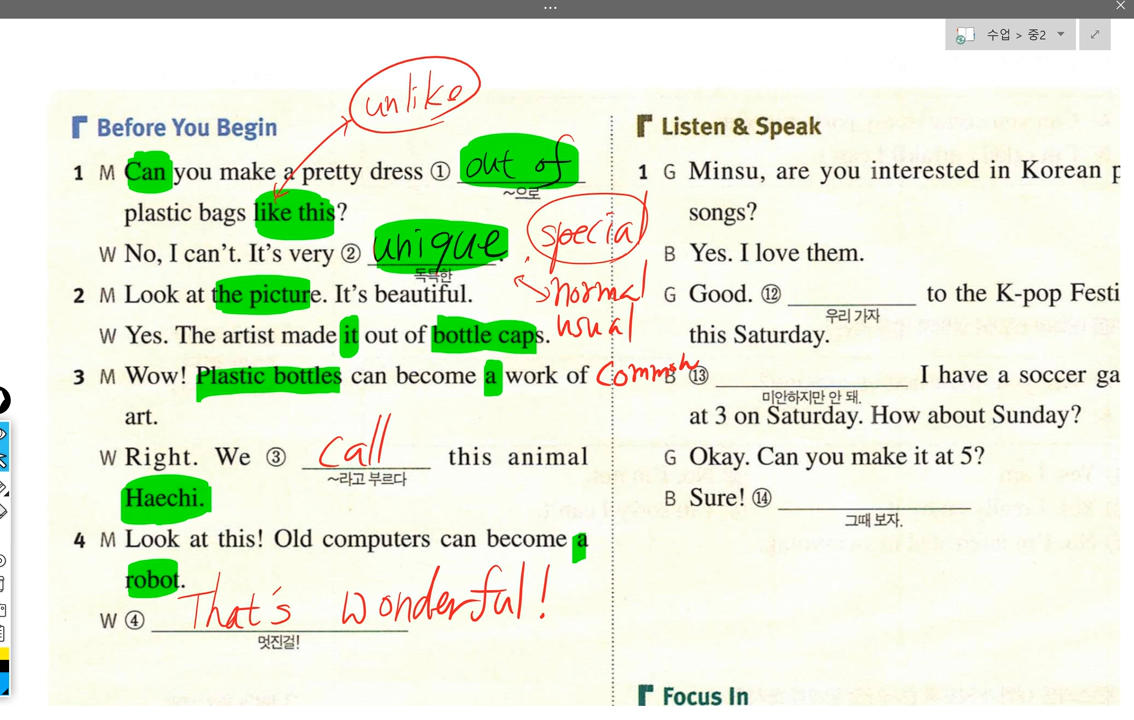 수업 > 중2
unlike
Before You Begin
1 M Can you make a pretty dress ① out of
~으로
plastic bags like this?
W No, I can't. It's very ② unique.
독특한
special
normal
usual
common
2 M Look at the picture. It's beautiful.
W Yes. The artist made it out of bottle caps.
3 M Wow! Plastic bottles can become a work of
art.
W Right. We ③ call this animal
~라고 부르다
Haechi.
4 M Look at this! Old computers can become a
robot.
W ④ That's wonderful!
멋진걸!
Listen & Speak
1 G Minsu, are you interested in Korean p
songs?
B Yes. I love them.
G Good. ⑫ to the K-pop Festi
우리 가자
this Saturday.
B ⑬ I have a soccer ga
미안하지만 안 돼.
at 3 on Saturday. How about Sunday?
G Okay. Can you make it at 5?
B Sure! ⑭
그때 보자.
Focus In